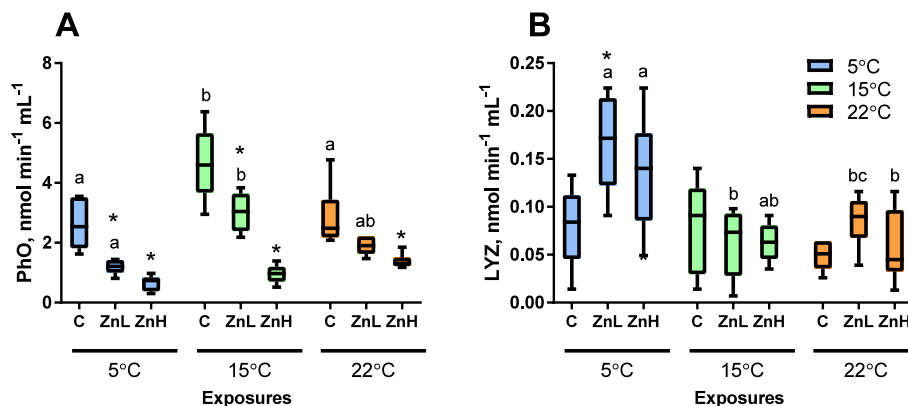 A
PhO, nmol min⁻¹ mL⁻¹
8
6
4
2
0
a
*
a
*
b
*
b
*
a
ab
*
C ZnL ZnH C ZnL ZnH C ZnL ZnH
5°C 15°C 22°C
Exposures
B
LYZ, nmol min⁻¹ mL⁻¹
0.25
0.20
0.15
0.10
0.05
0.00
*
a
a
*
b
ab
bc
b
5°C
15°C
22°C
C ZnL ZnH C ZnL ZnH C ZnL ZnH
5°C 15°C 22°C
Exposures